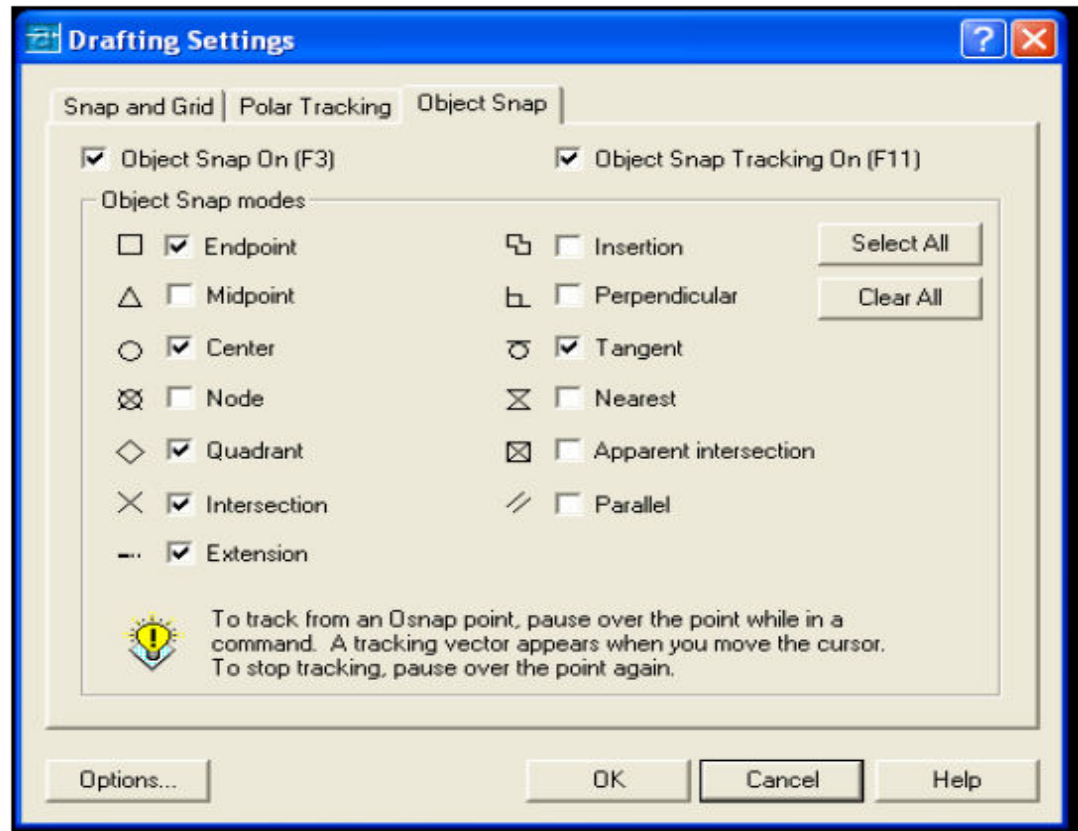 Drafting Settings
Snap and Grid
Polar Tracking
Object Snap
Object Snap On (F3)
Object Snap Tracking On (F11)
Object Snap modes
Endpoint
Midpoint
Center
Node
Quadrant
Intersection
Extension
Insertion
Perpendicular
Tangent
Nearest
Apparent intersection
Parallel
Select All
Clear All
To track from an Osnap point, pause over the point while in a
command. A tracking vector appears when you move the cursor.
To stop tracking, pause over the point again.
Options...
OK
Cancel
Help